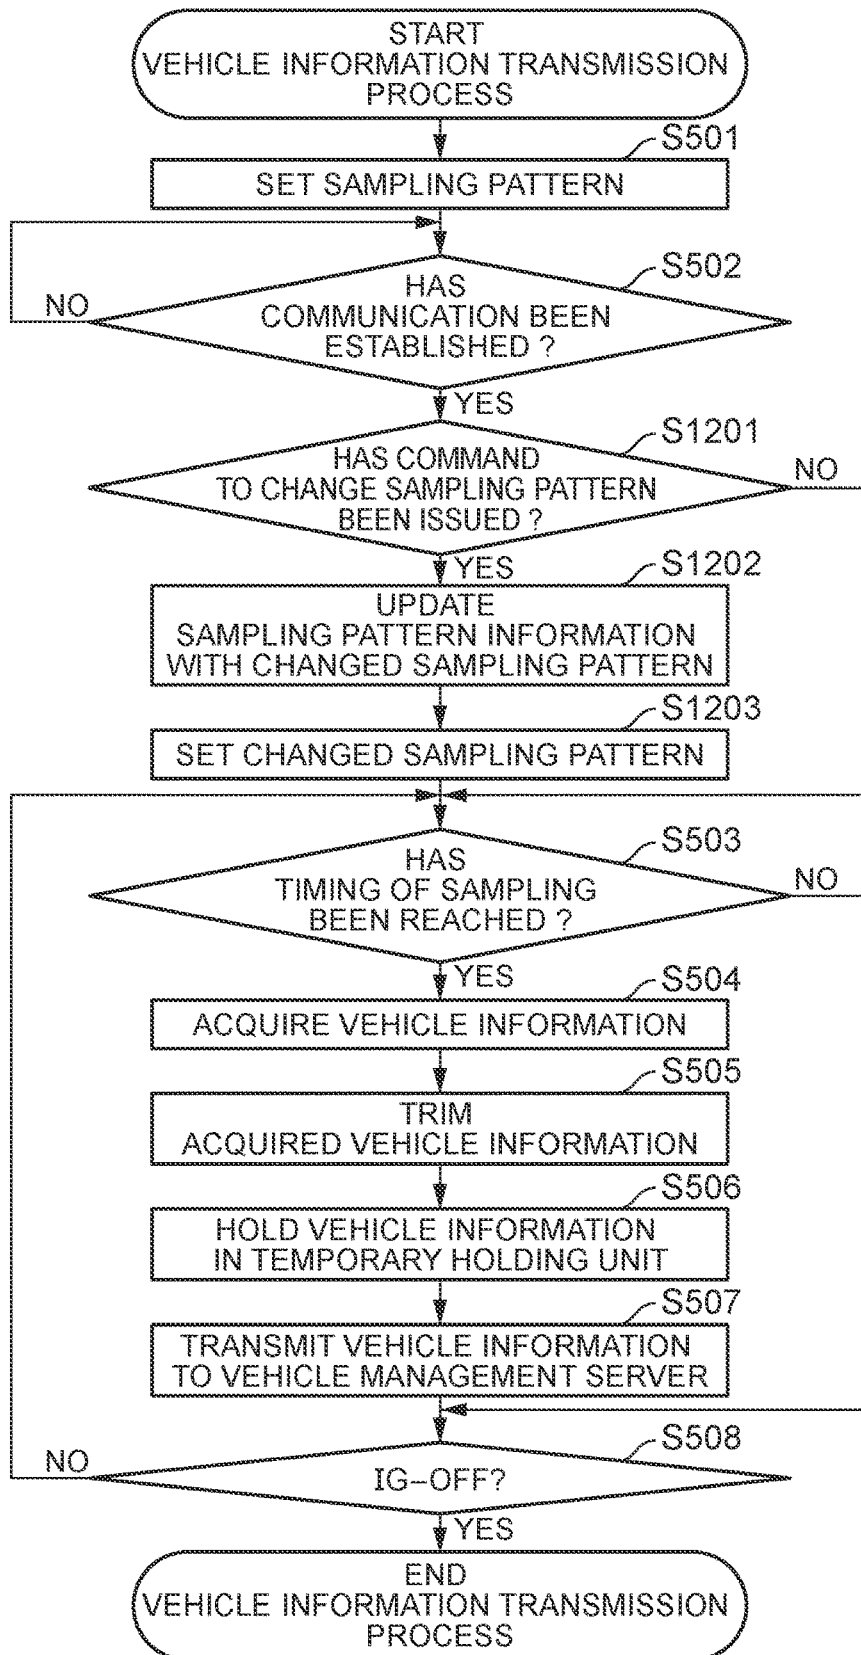 START
VEHICLE INFORMATION TRANSMISSION
PROCESS
S501
SET SAMPLING PATTERN
S502
HAS
COMMUNICATION BEEN
ESTABLISHED ?
NO
YES
S1201
HAS COMMAND
TO CHANGE SAMPLING PATTERN
BEEN ISSUED ?
NO
YES
S1202
UPDATE
SAMPLING PATTERN INFORMATION
WITH CHANGED SAMPLING PATTERN
S1203
SET CHANGED SAMPLING PATTERN
S503
HAS
TIMING OF SAMPLING
BEEN REACHED ?
NO
YES
S504
ACQUIRE VEHICLE INFORMATION
S505
TRIM
ACQUIRED VEHICLE INFORMATION
S506
HOLD VEHICLE INFORMATION
IN TEMPORARY HOLDING UNIT
S507
TRANSMIT VEHICLE INFORMATION
TO VEHICLE MANAGEMENT SERVER
S508
NO
IG-OFF?
YES
END
VEHICLE INFORMATION TRANSMISSION
PROCESS